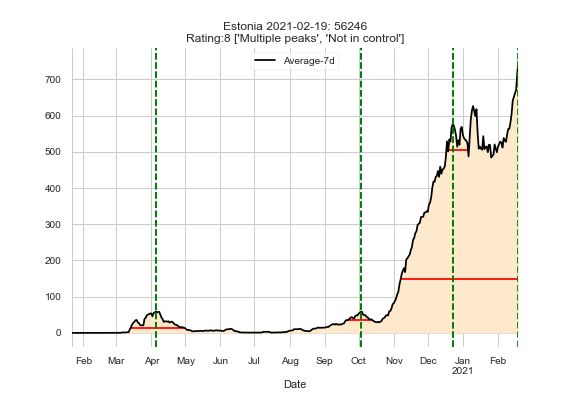 Estonia 2021-02-19: 56246
Rating:8 ['Multiple peaks', 'Not in control']
Average-7d
700
600
500
400
300
200
100
0
Feb Mar Apr May Jun Jul Aug Sep Oct Nov Dec Jan Feb
2021
Date